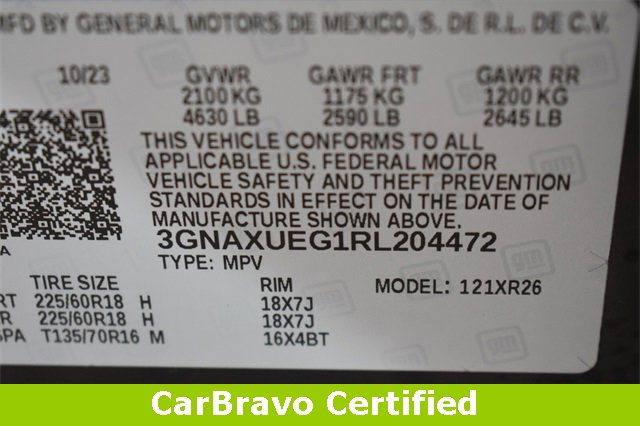 MFD BY GENERAL MOTORS DE MEXICO, S. DE R.L. DE C.V.
10/23 GVWR GAWR FRT GAWR RR
2100 KG 1175 KG 1200 KG
4630 LB 2590 LB 2645 LB
THIS VEHICLE CONFORMS TO ALL
APPLICABLE U.S. FEDERAL MOTOR
VEHICLE SAFETY AND THEFT PREVENTION
STANDARDS IN EFFECT ON THE DATE OF
MANUFACTURE SHOWN ABOVE.
3GNAXUEG1RL204472
TYPE: MPV
TIRE SIZE RIM MODEL: 121XR26
RT 225/60R18 H 18X7J
R 225/60R18 H 18X7J
SPA T135/70R16 M 16X4BT
CarBravo Certified